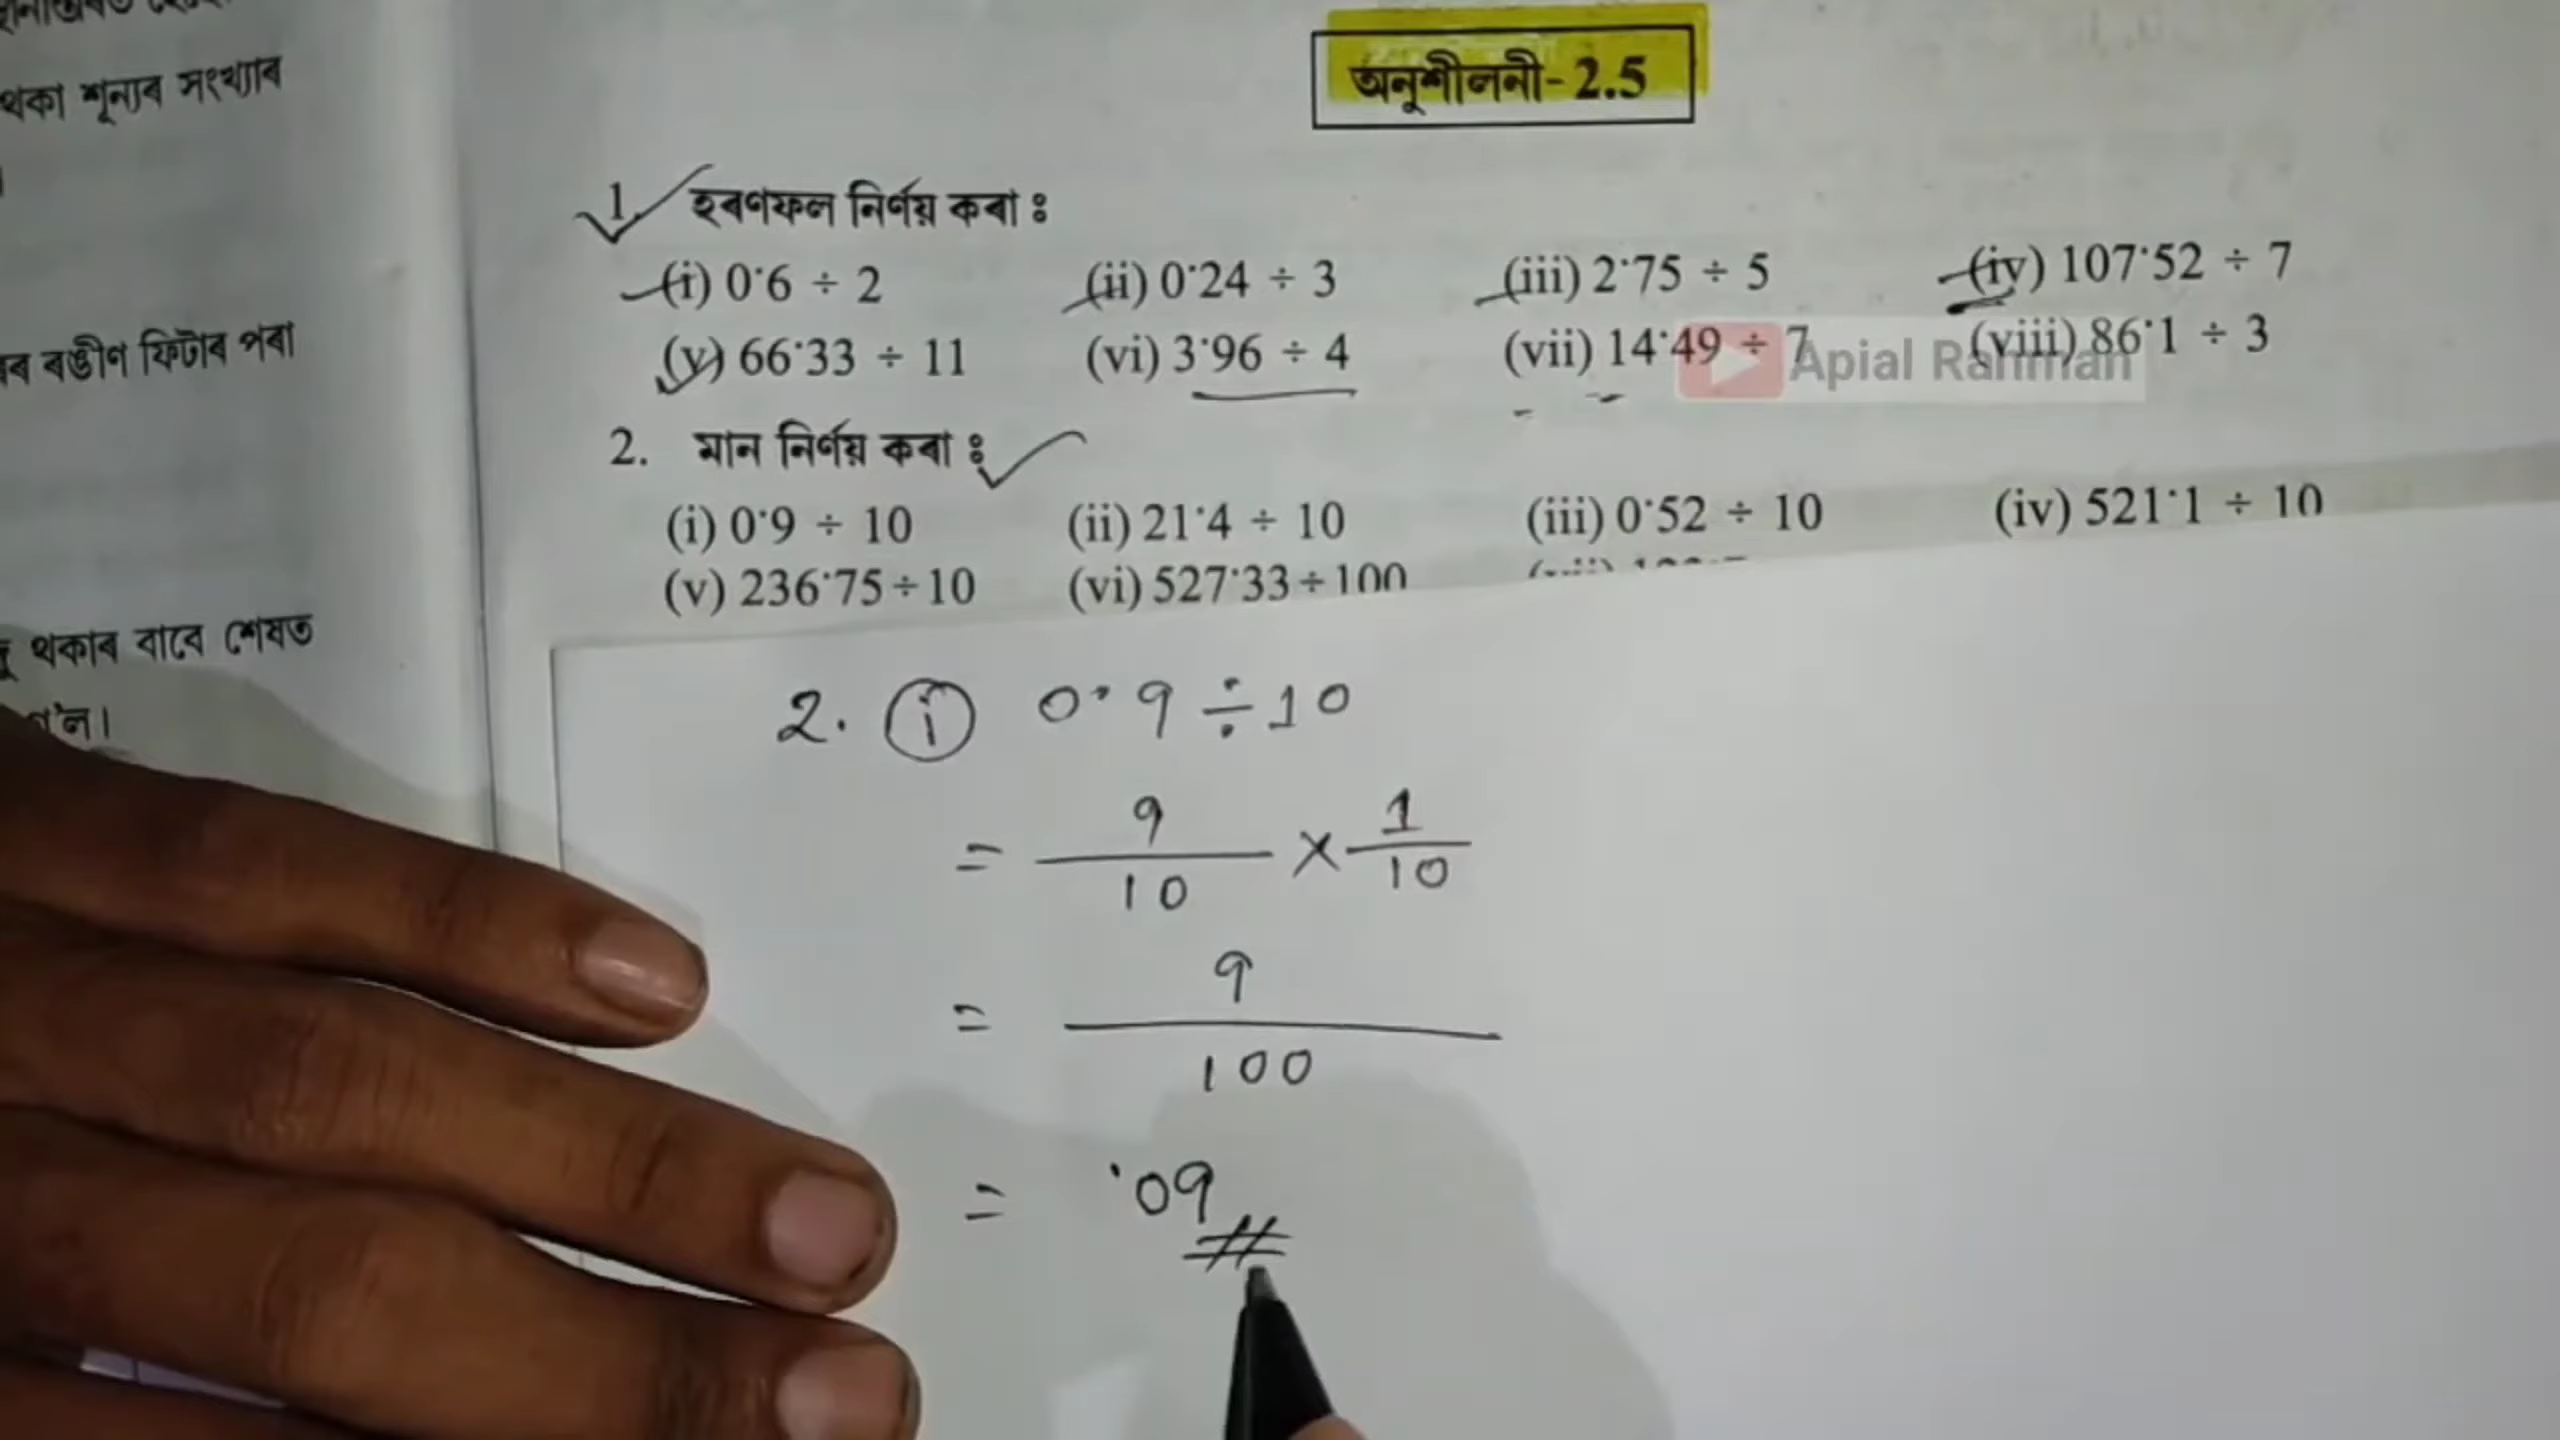 থকা শূন্যৰ সংখ্যাৰ
ৰঙীণ ফিটাৰ পৰা
থকাৰ বাবে শেষত
অনুশীলনী- 2.5
1. হৰণফল নিৰ্ণয় কৰা ঃ
(i) 0·6 ÷ 2 (ii) 0·24 ÷ 3 (iii) 2·75 ÷ 5 (iv) 107·52 ÷ 7
(v) 66·33 ÷ 11 (vi) 3·96 ÷ 4 (vii) 14·49 ÷ 7 (viii) 86·1 ÷ 3
Apial Rahman
2. মান নিৰ্ণয় কৰা ঃ
(i) 0·9 ÷ 10 (ii) 21·4 ÷ 10 (iii) 0·52 ÷ 10 (iv) 521·1 ÷ 10
(v) 236·75 ÷ 10 (vi) 527·33 ÷ 100
2. (i) 0·9 ÷ 10
= 9/10 × 1/10
= 9/100
= ·09